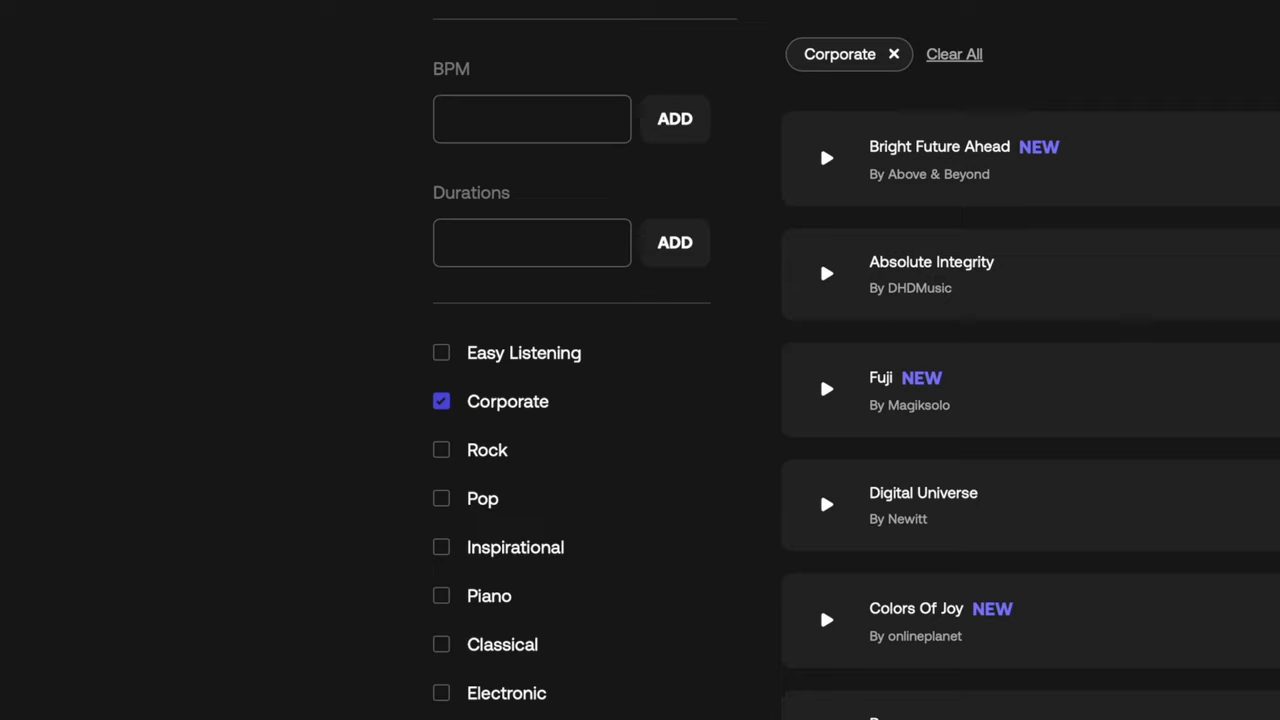 BPM
ADD
Durations
ADD
Easy Listening
Corporate
Rock
Pop
Inspirational
Piano
Classical
Electronic
Corporate
Clear All
Bright Future Ahead NEW
By Above & Beyond
Absolute Integrity
By DHDMusic
Fuji NEW
By Magiksolo
Digital Universe
By Newitt
Colors Of Joy NEW
By onlineplanet